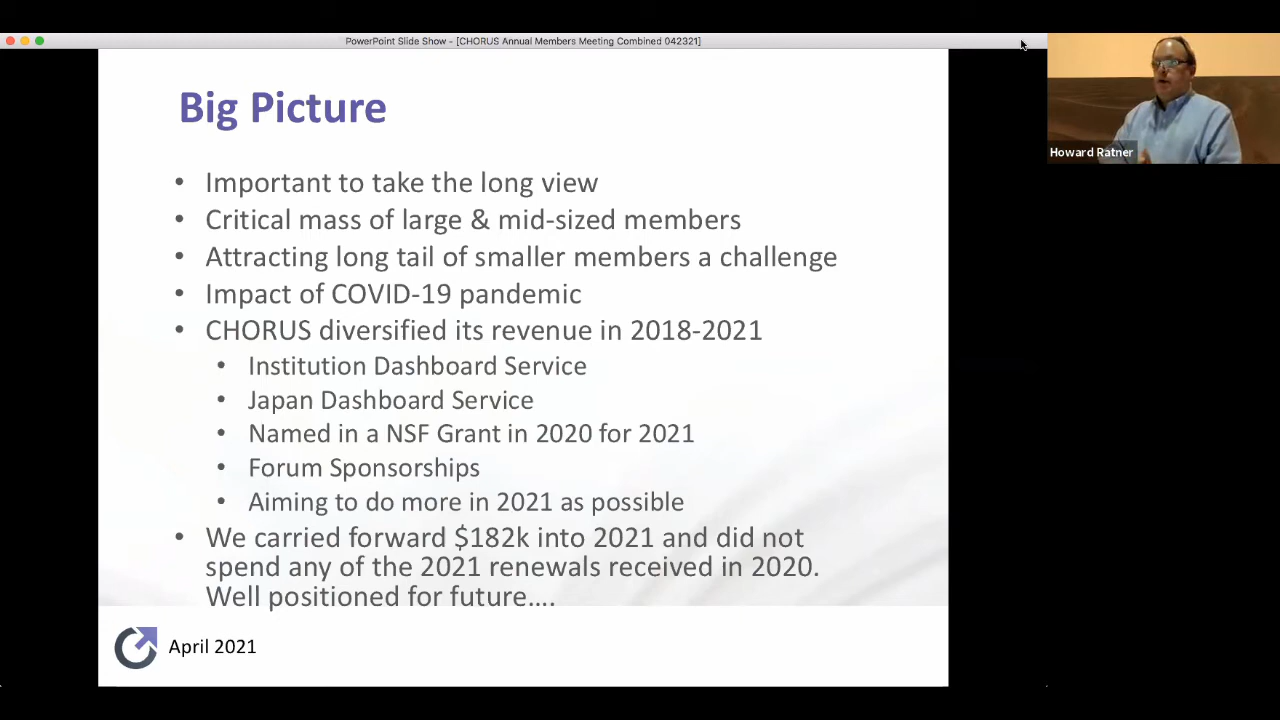 PowerPoint Slide Show - [CHORUS Annual Members Meeting Combined 042321]
Big Picture
• Important to take the long view
• Critical mass of large & mid-sized members
• Attracting long tail of smaller members a challenge
• Impact of COVID-19 pandemic
• CHORUS diversified its revenue in 2018-2021
• Institution Dashboard Service
• Japan Dashboard Service
• Named in a NSF Grant in 2020 for 2021
• Forum Sponsorships
• Aiming to do more in 2021 as possible
• We carried forward $182k into 2021 and did not
spend any of the 2021 renewals received in 2020.
Well positioned for future....
April 2021
Howard Ratner